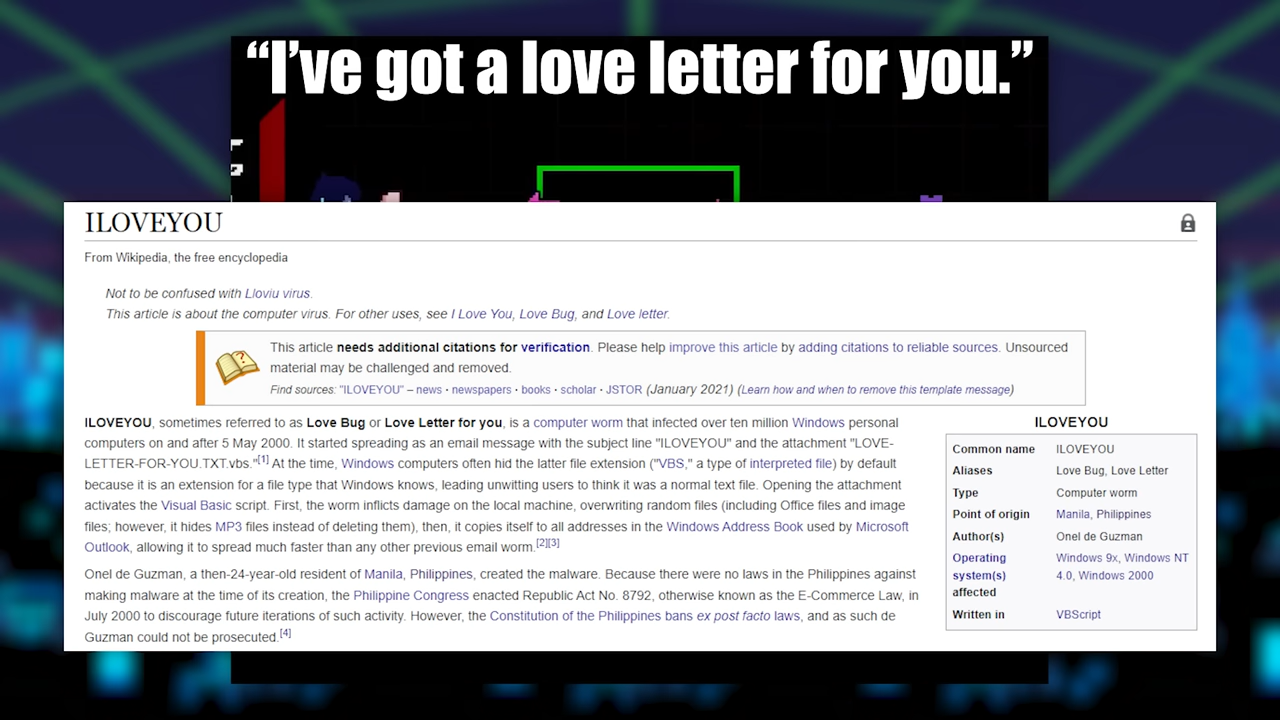 “I’ve got a love letter for you.”
ILOVEYOU
From Wikipedia, the free encyclopedia
Not to be confused with Lloviu virus.
This article is about the computer virus. For other uses, see I Love You, Love Bug, and Love letter.
This article needs additional citations for verification. Please help improve this article by adding citations to reliable sources. Unsourced
material may be challenged and removed.
Find sources: "ILOVEYOU" – news · newspapers · books · scholar · JSTOR (January 2021) (Learn how and when to remove this template message)
ILOVEYOU, sometimes referred to as Love Bug or Love Letter for you, is a computer worm that infected over ten million Windows personal
computers on and after 5 May 2000. It started spreading as an email message with the subject line "ILOVEYOU" and the attachment "LOVE-
LETTER-FOR-YOU.TXT.vbs."[1] At the time, Windows computers often hid the latter file extension ("VBS," a type of interpreted file) by default
because it is an extension for a file type that Windows knows, leading unwitting users to think it was a normal text file. Opening the attachment
activates the Visual Basic script. First, the worm inflicts damage on the local machine, overwriting random files (including Office files and image
files; however, it hides MP3 files instead of deleting them), then, it copies itself to all addresses in the Windows Address Book used by Microsoft
Outlook, allowing it to spread much faster than any other previous email worm.[2][3]
Onel de Guzman, a then-24-year-old resident of Manila, Philippines, created the malware. Because there were no laws in the Philippines against
making malware at the time of its creation, the Philippine Congress enacted Republic Act No. 8792, otherwise known as the E-Commerce Law, in
July 2000 to discourage future iterations of such activity. However, the Constitution of the Philippines bans ex post facto laws, and as such de
Guzman could not be prosecuted.[4]
ILOVEYOU
Common name ILOVEYOU
Aliases Love Bug, Love Letter
Type Computer worm
Point of origin Manila, Philippines
Author(s) Onel de Guzman
Operating Windows 9x, Windows NT
system(s) 4.0, Windows 2000
affected
Written in VBScript